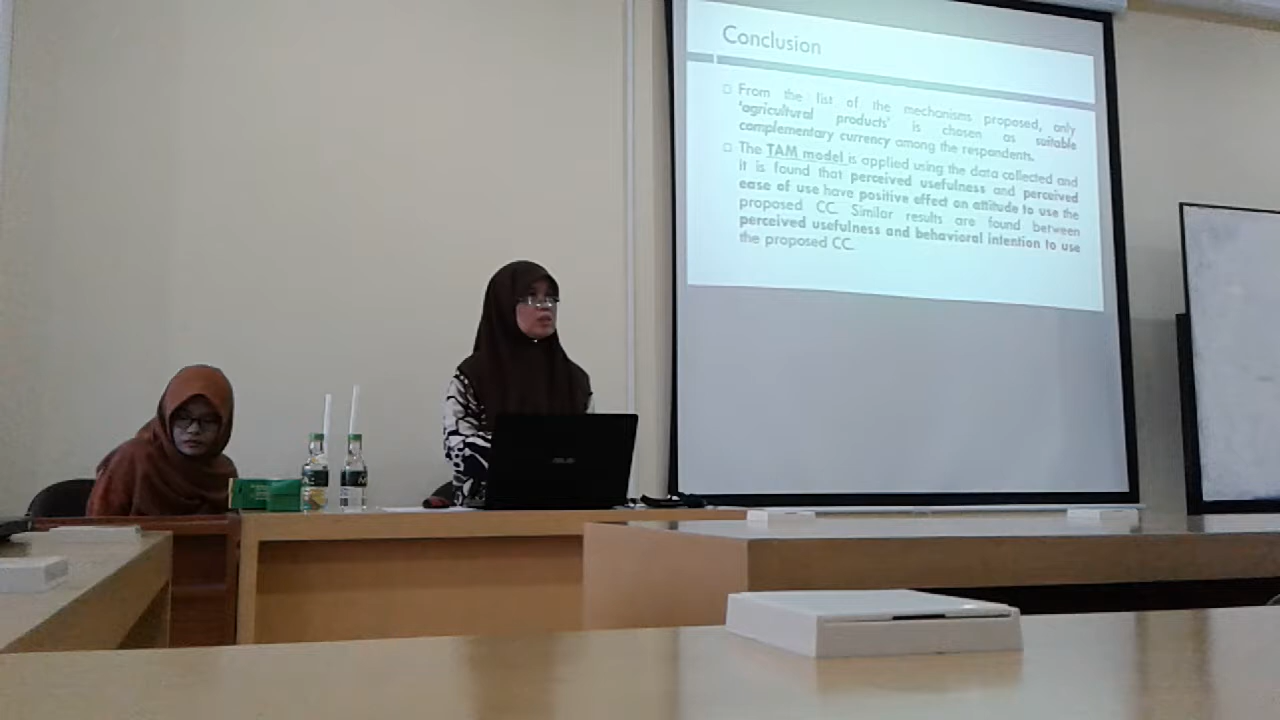 Conclusion
From the list of the mechanisms proposed, only
'agricultural products' is chosen as suitable
complementary currency among the respondents.
The TAM model is applied using the data collected and
it is found that perceived usefulness and perceived
ease of use have positive effect on attitude to use the
proposed CC. Similar results are found between
perceived usefulness and behavioral intention to use
the proposed CC.
ASUS